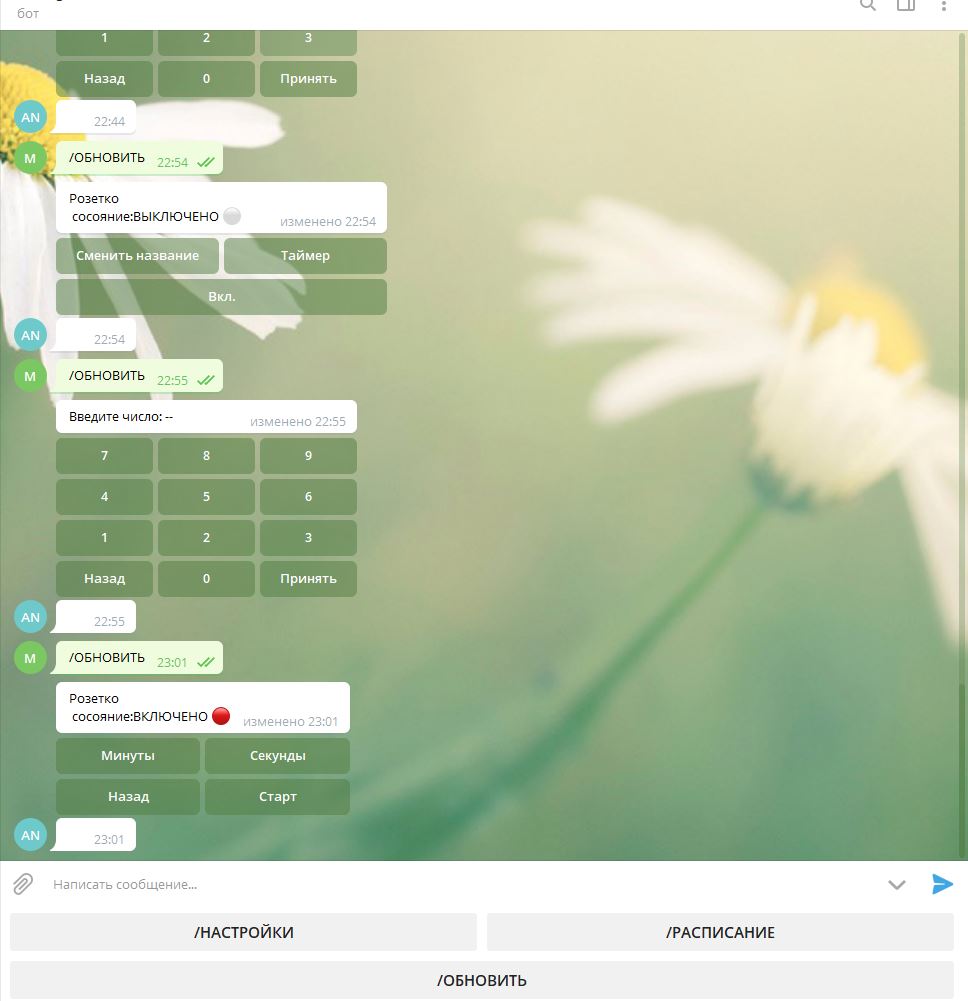 бот
1 2 3
Назад 0 Принять
AN 22:44
M /ОБНОВИТЬ 22:54
Розетко
сосояние:ВЫКЛЮЧЕНО изменено 22:54
Сменить название Таймер
Вкл.
AN 22:54
M /ОБНОВИТЬ 22:55
Введите число: -- изменено 22:55
7 8 9
4 5 6
1 2 3
Назад 0 Принять
AN 22:55
M /ОБНОВИТЬ 23:01
Розетко
сосояние:ВКЛЮЧЕНО изменено 23:01
Минуты Секунды
Назад Старт
AN 23:01
Написать сообщение...
/НАСТРОЙКИ /РАСПИСАНИЕ
/ОБНОВИТЬ